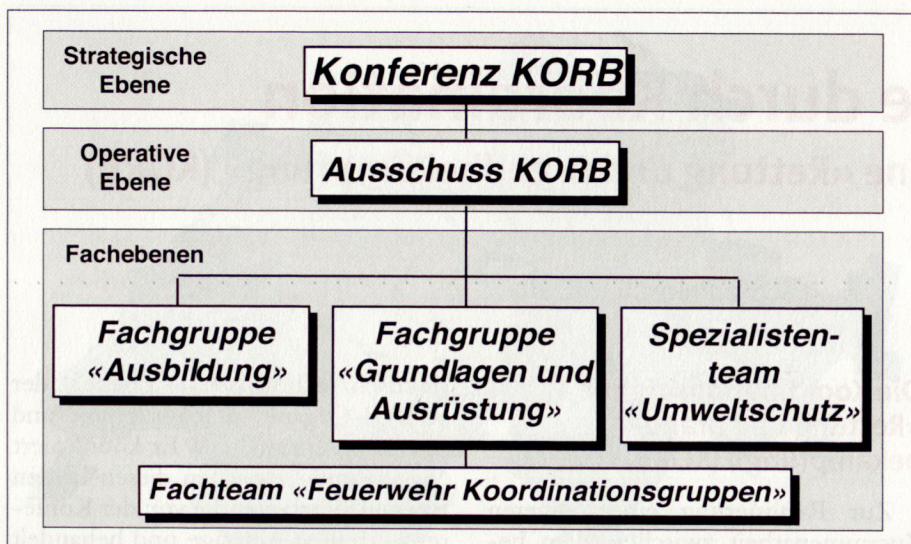 Strategische
Ebene
Konferenz KORB
Operative
Ebene
Ausschuss KORB
Fachebenen
Fachgruppe
«Ausbildung»
Fachgruppe
«Grundlagen und
Ausrüstung»
Spezialisten-
team
«Umweltschutz»
Fachteam «Feuerwehr Koordinationsgruppen»